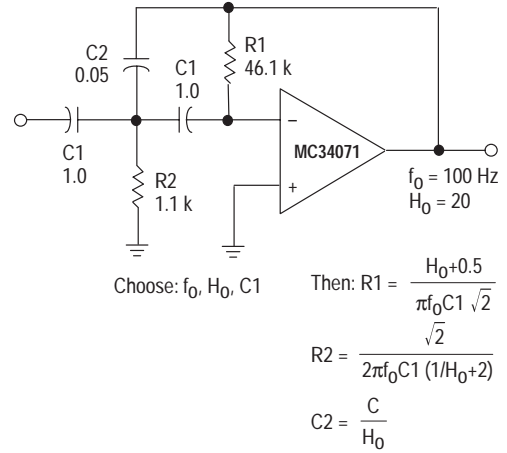 C2
0.05
R1
46.1 k
C1
1.0
C1
1.0
R2
1.1 k
−
MC34071
+
f0 = 100 Hz
H0 = 20
Choose: f0, H0, C1
Then: R1 = H0+0.5 / πf0C1 √2
R2 = √2 / 2πf0C1 (1/H0+2)
C2 = C / H0